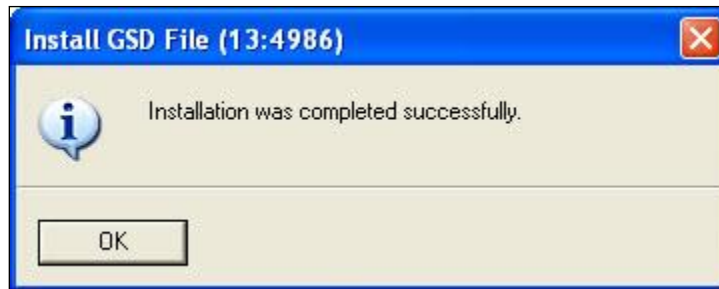 Install GSD File (13:4986)
Installation was completed successfully.
OK